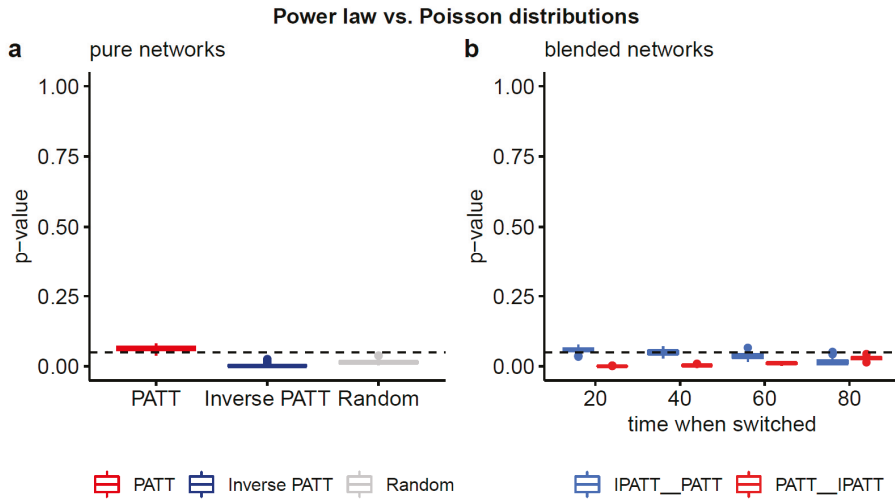 Power law vs. Poisson distributions
a pure networks
p−value
1.00
0.75
0.50
0.25
0.00
PATT Inverse PATT Random
b blended networks
p−value
1.00
0.75
0.50
0.25
0.00
20 40 60 80
time when switched
PATT Inverse PATT Random
IPATT__PATT PATT__IPATT